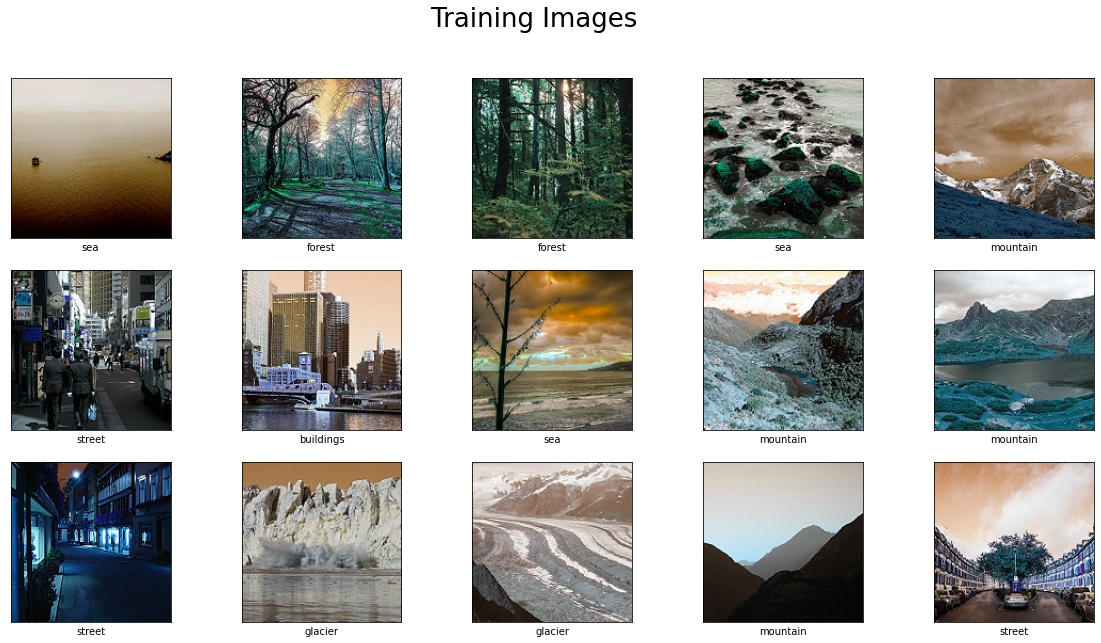 Training Images
sea
forest
forest
sea
mountain
street
buildings
sea
mountain
mountain
street
glacier
glacier
mountain
street